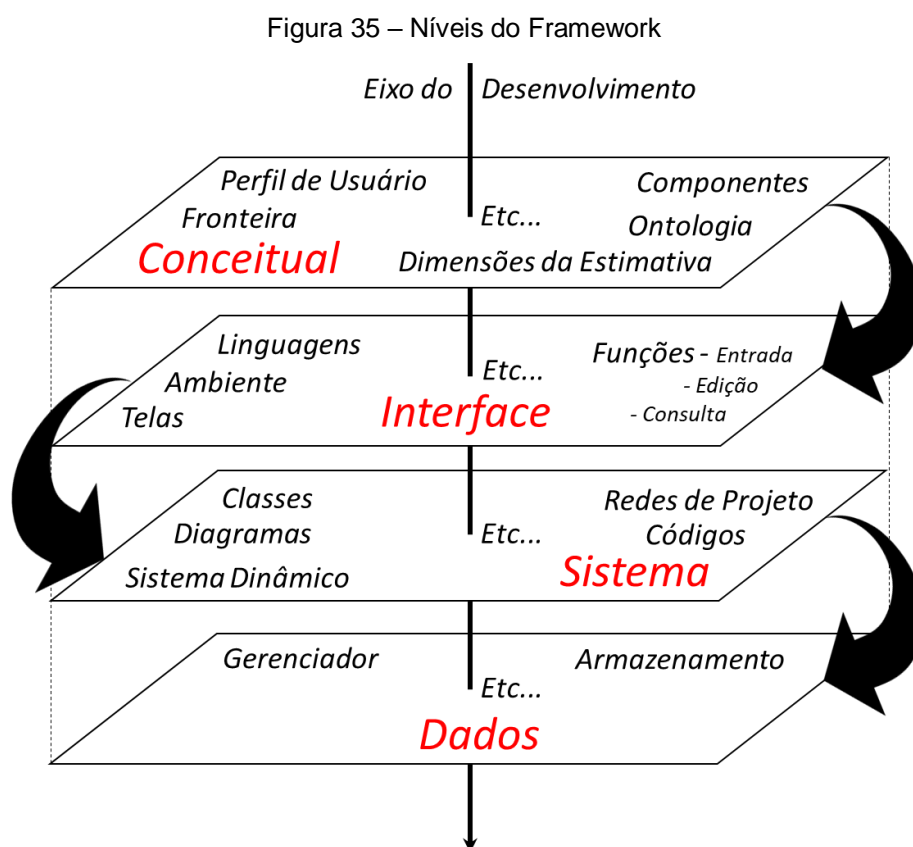 Figura 35 – Níveis do Framework
Eixo do Desenvolvimento
Perfil de Usuário
Componentes
Fronteira
Etc...
Ontologia
Conceitual
Dimensões da Estimativa
Linguagens
Funções - Entrada
Ambiente
Etc...
- Edição
Telas
Interface
- Consulta
Classes
Redes de Projeto
Diagramas
Etc...
Códigos
Sistema Dinâmico
Sistema
Gerenciador
Armazenamento
Etc...
Dados